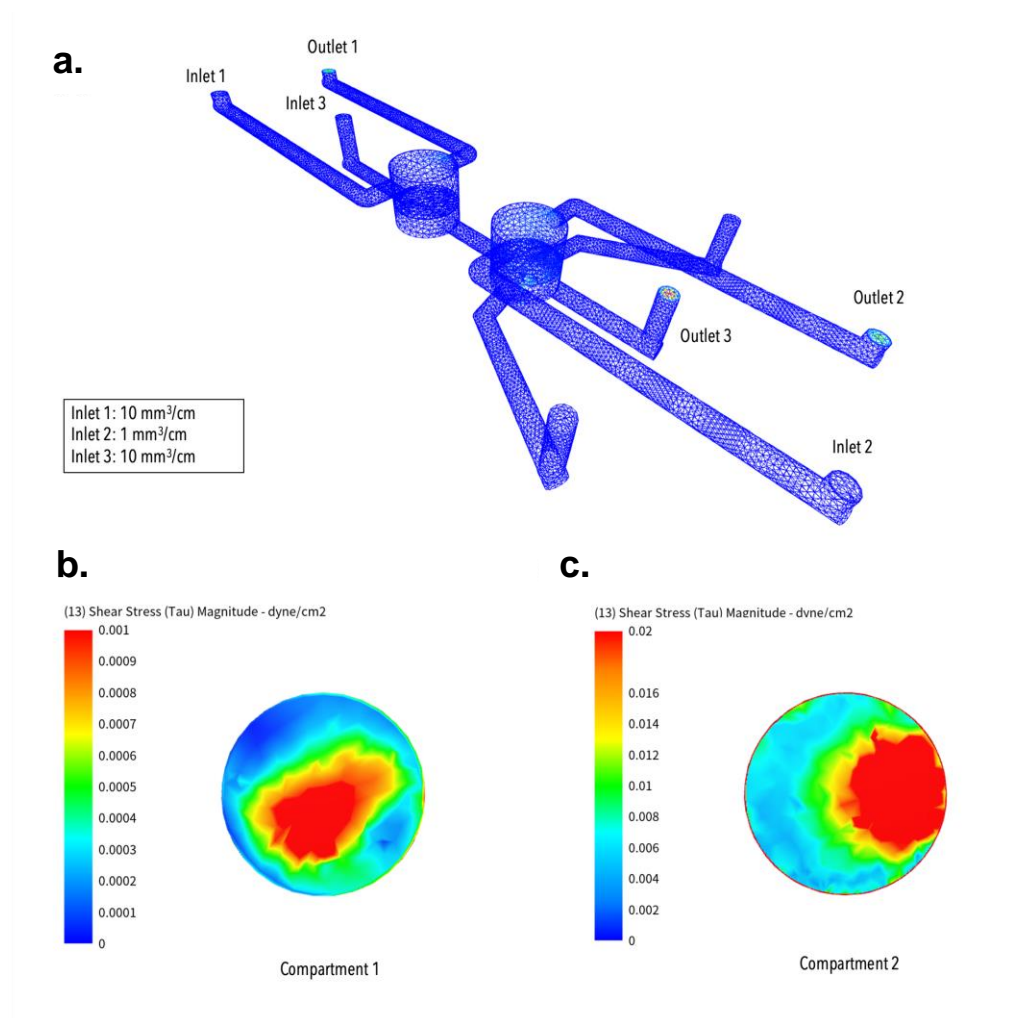 a.
Outlet 1
Inlet 1
Inlet 3
Outlet 2
Outlet 3
Inlet 1: 10 mm³/cm
Inlet 2: 1 mm³/cm
Inlet 3: 10 mm³/cm
Inlet 2
b.
(13) Shear Stress (Tau) Magnitude - dyne/cm2
0.001
0.0009
0.0008
0.0007
0.0006
0.0005
0.0004
0.0003
0.0002
0.0001
0
Compartment 1
c.
(13) Shear Stress (Tau) Magnitude - dyne/cm2
0.02
0.016
0.014
0.012
0.01
0.008
0.006
0.004
0.002
0
Compartment 2